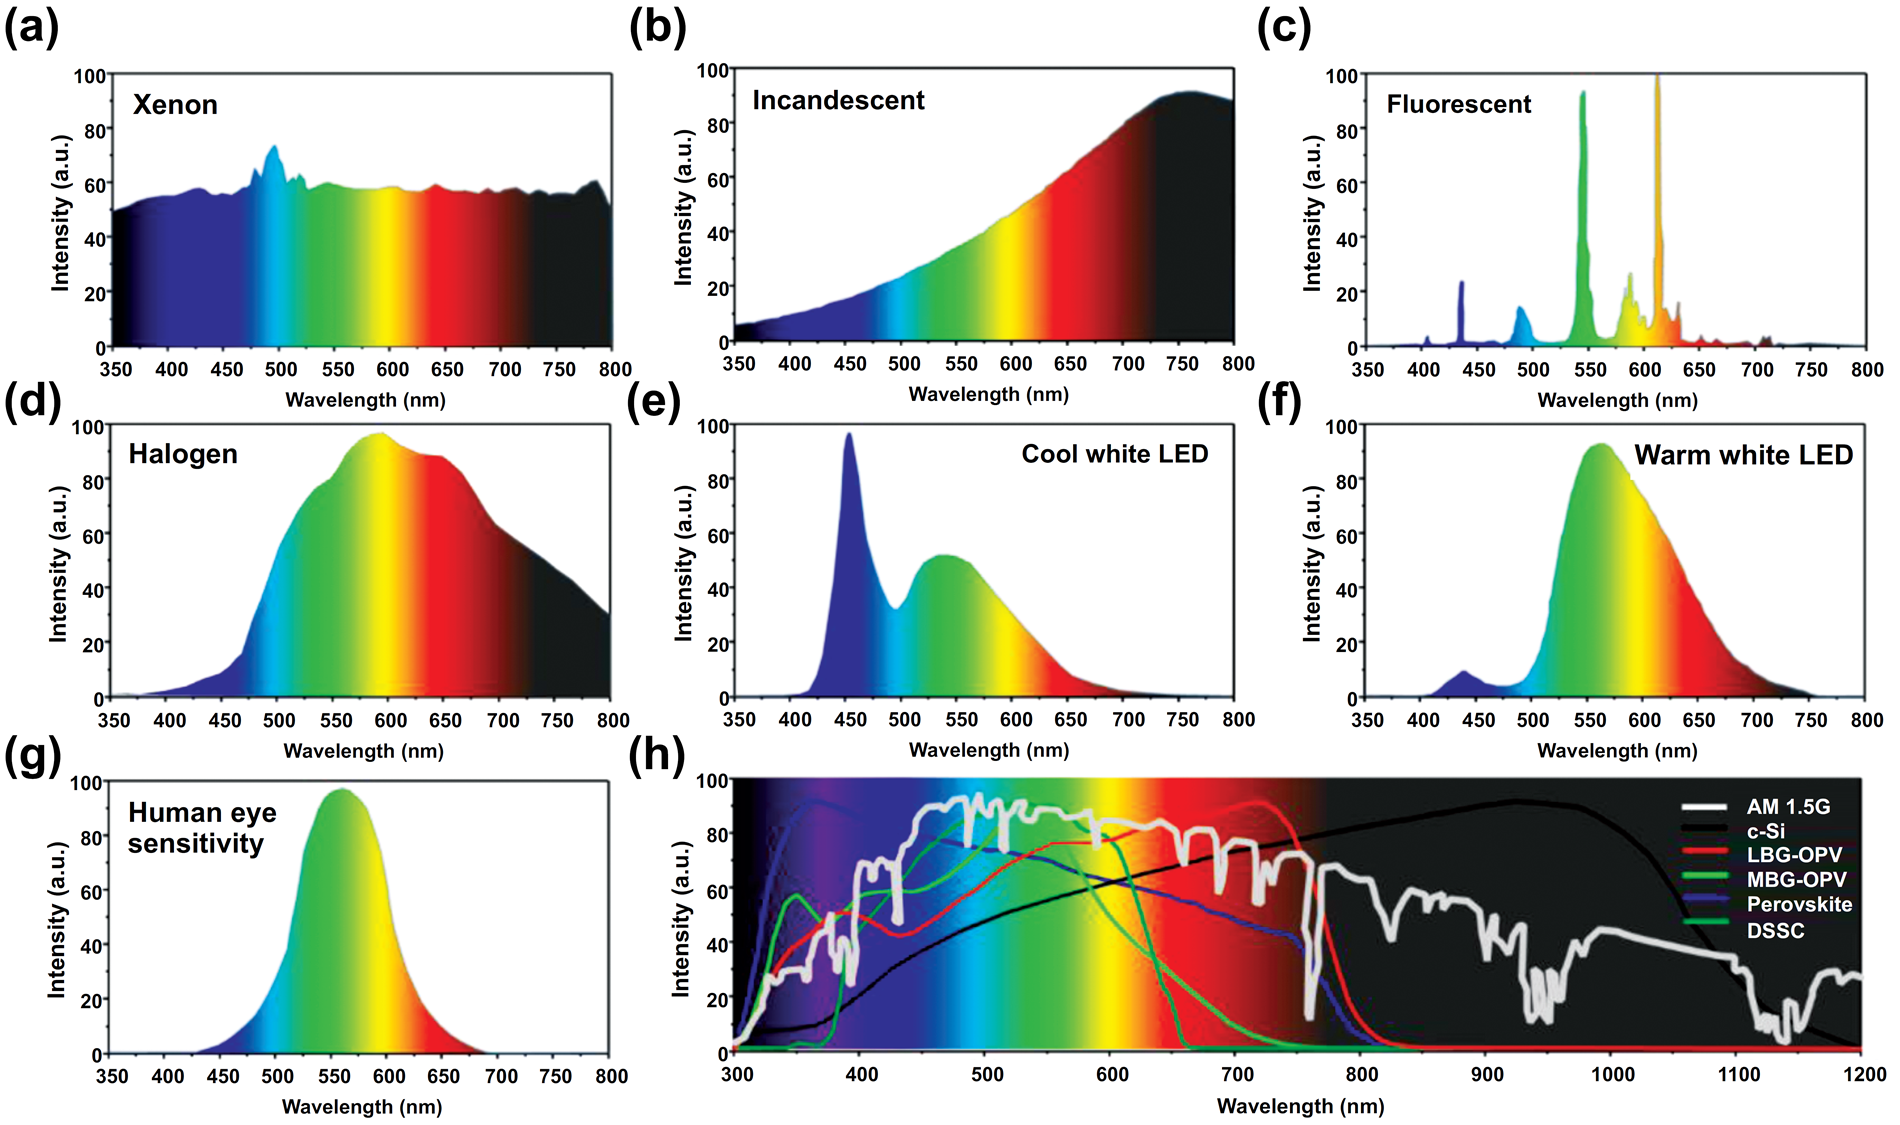 (a)
Xenon
Intensity (a.u.)
100
80
60
40
20
0
350 400 450 500 550 600 650 700 750 800
Wavelength (nm)
(b)
Incandescent
Intensity (a.u.)
100
80
60
40
20
0
350 400 450 500 550 600 650 700 750 800
Wavelength (nm)
(c)
Fluorescent
Intensity (a.u.)
100
80
60
40
20
0
350 400 450 500 550 600 650 700 750 800
Wavelength (nm)
(d)
Halogen
Intensity (a.u.)
100
80
60
40
20
0
350 400 450 500 550 600 650 700 750 800
Wavelength (nm)
(e)
Cool white LED
Intensity (a.u.)
100
80
60
40
20
0
350 400 450 500 550 600 650 700 750 800
Wavelength (nm)
(f)
Warm white LED
Intensity (a.u.)
100
80
60
40
20
0
350 400 450 500 550 600 650 700 750 800
Wavelength (nm)
(g)
Human eye
sensitivity
Intensity (a.u.)
100
80
60
40
20
0
350 400 450 500 550 600 650 700 750 800
Wavelength (nm)
(h)
Intensity (a.u.)
100
80
60
40
20
0
AM 1.5G
c-Si
LBG-OPV
MBG-OPV
Perovskite
DSSC
300 400 500 600 700 800 900 1000 1100 1200
Wavelength (nm)